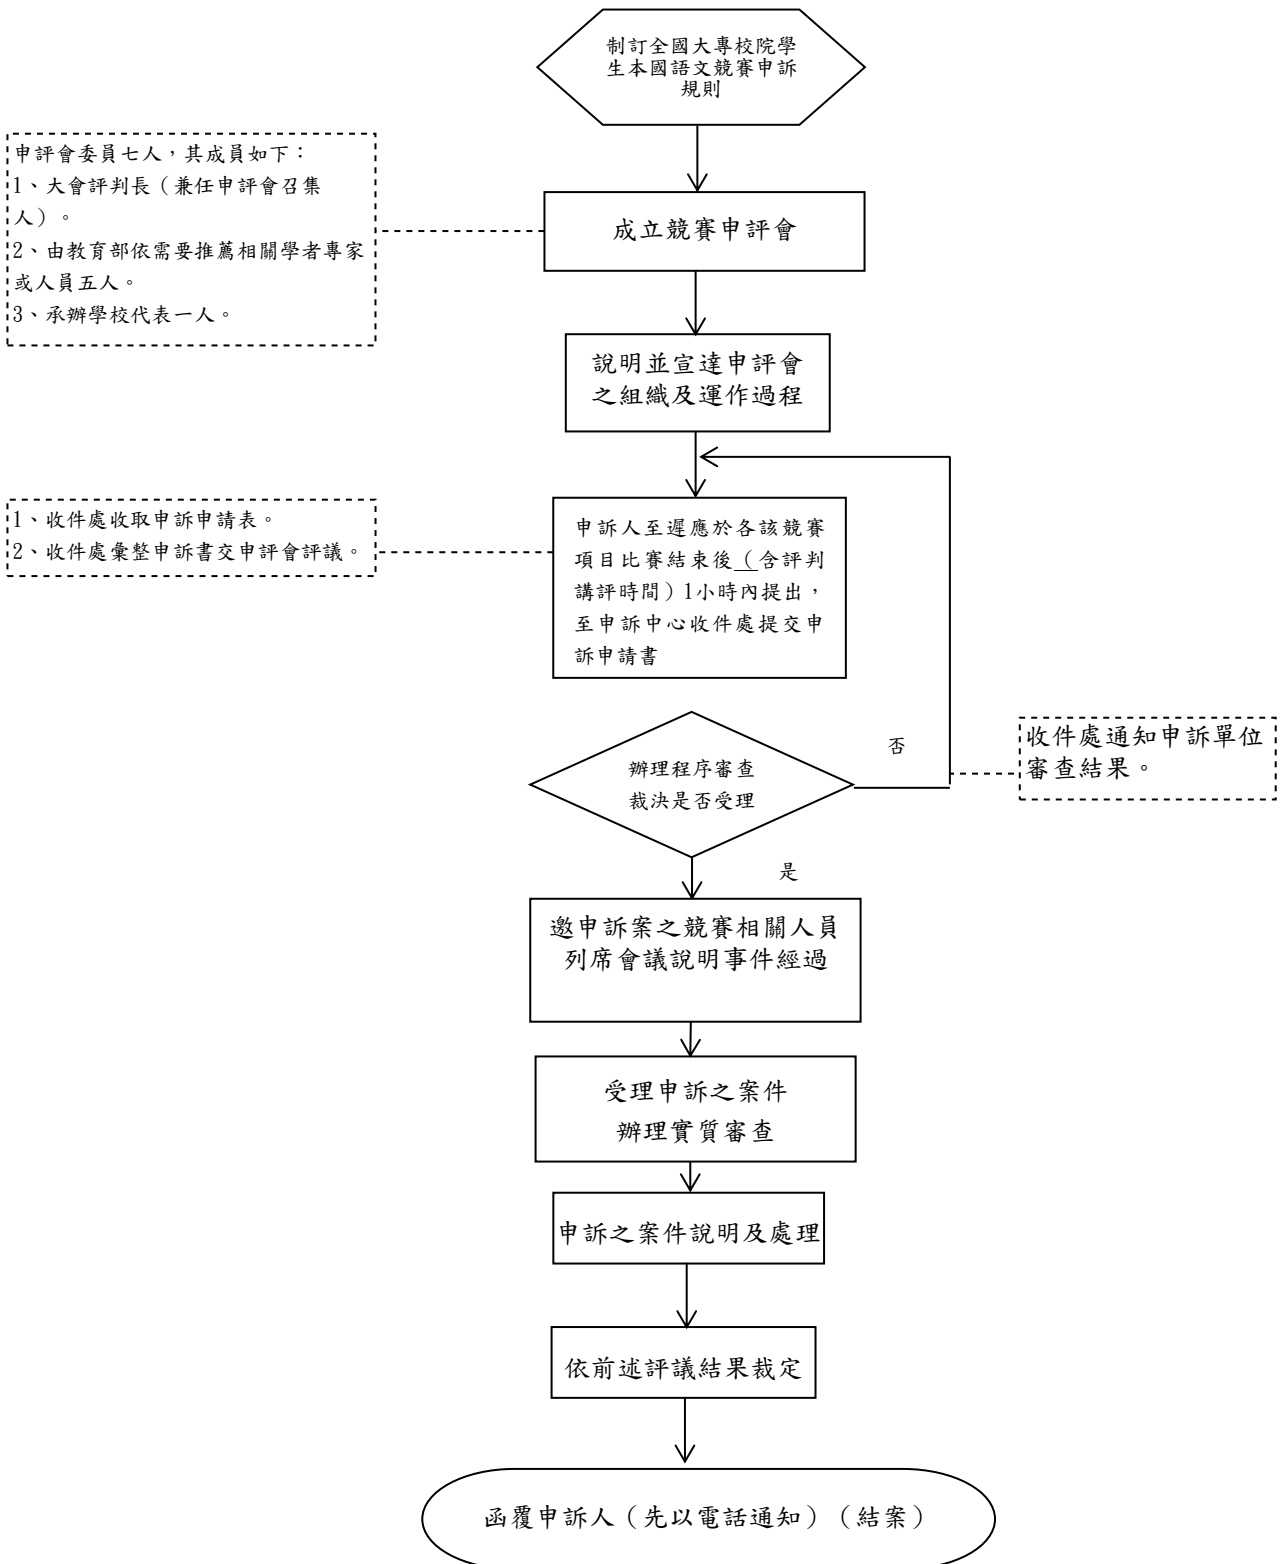 制訂全國大專校院學
生本國語文競賽申訴
規則
申評會委員七人，其成員如下：
1、大會評判長（兼任申評會召集
人）。
2、由教育部依需要推薦相關學者專家
或人員五人。
3、承辦學校代表一人。
成立競賽申評會
說明並宣達申評會
之組織及運作過程
1、收件處收取申訴申請表。
2、收件處彙整申訴書交申評會評議。
申訴人至遲應於各該競賽
項目比賽結束後（含評判
講評時間）1小時內提出，
至申訴中心收件處提交申
訴申請書
辦理程序審查
裁決是否受理
否
收件處通知申訴單位
審查結果。
是
邀申訴案之競賽相關人員
列席會議說明事件經過
受理申訴之案件
辦理實質審查
申訴之案件說明及處理
依前述評議結果裁定
函覆申訴人（先以電話通知）（結案）